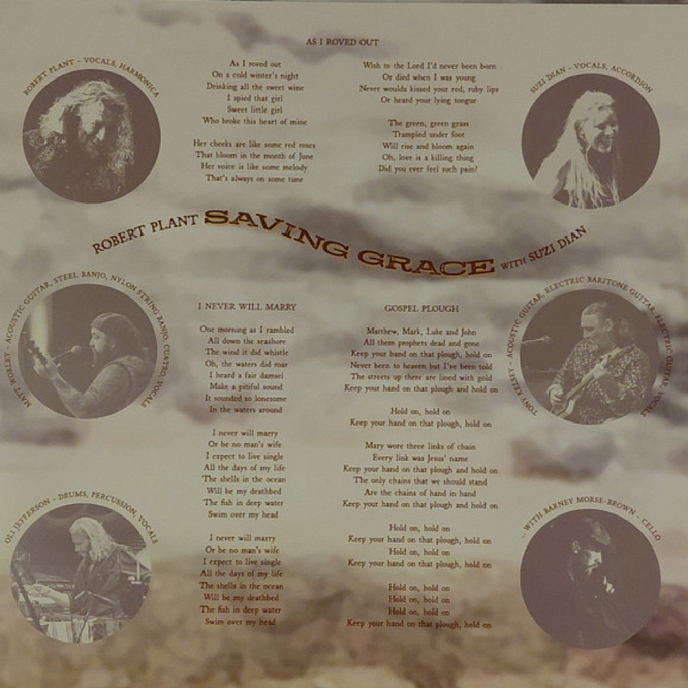 AS I ROVED OUT
As I roved out
On a cold winter's night
Drinking all the sweet wine
I spied that girl
Sweet little girl
Who broke this heart of mine
Her cheeks are like some red roses
That bloom in the month of June
Her voice is like some melody
That's always on some tune
Wish to the Lord I'd never been born
Or died when I was young
Never woulda kissed your red, ruby lips
Or heard your lying tongue
The green, green grass
Trampled under foot
Will rise and bloom again
Oh, love is a killing thing
Did you ever feel such pain?
ROBERT PLANT – VOCALS, HARMONICA
SUZI DIAN – VOCALS, ACCORDION
ROBERT PLANT SAVING GRACE WITH SUZI DIAN
MATT WORLEY – ACOUSTIC GUITAR, STEEL BANJO, NYLON STRING BANJO, CUATRO, VOCALS
TONY KELSEY – ACOUSTIC GUITAR, ELECTRIC BARITONE GUITAR, ELECTRIC GUITAR, VOCALS
I NEVER WILL MARRY
One morning as I rambled
All down the seashore
The wind it did whistle
Oh, the waters did roar
I heard a fair damsel
Make a pitiful sound
It sounded so lonesome
In the waters around
I never will marry
Or be no man's wife
I expect to live single
All the days of my life
The shells in the ocean
Will be my deathbed
The fish in deep water
Swim over my head
I never will marry
Or be no man's wife
I expect to live single
All the days of my life
The shells in the ocean
Will be my deathbed
The fish in deep water
Swim over my head
GOSPEL PLOUGH
Matthew, Mark, Luke and John
All them prophets dead and gone
Keep your hand on that plough, hold on
Never been to heaven but I've been told
The streets up there are lined with gold
Keep your hand on that plough and hold on
Hold on, hold on
Keep your hand on that plough, hold on
Mary wore three links of chain
Every link was Jesus' name
Keep your hand on that plough and hold on
The only chains that we should stand
Are the chains of hand in hand
Keep your hand on that plough and hold on
Hold on, hold on
Keep your hand on that plough, hold on
Hold on, hold on
Keep your hand on that plough, hold on
Hold on, hold on
Hold on, hold on
Hold on, hold on
Keep your hand on that plough, hold on
OLI JEFFERSON – DRUMS, PERCUSSION, VOCALS
– WITH BARNEY MORSE-BROWN – CELLO